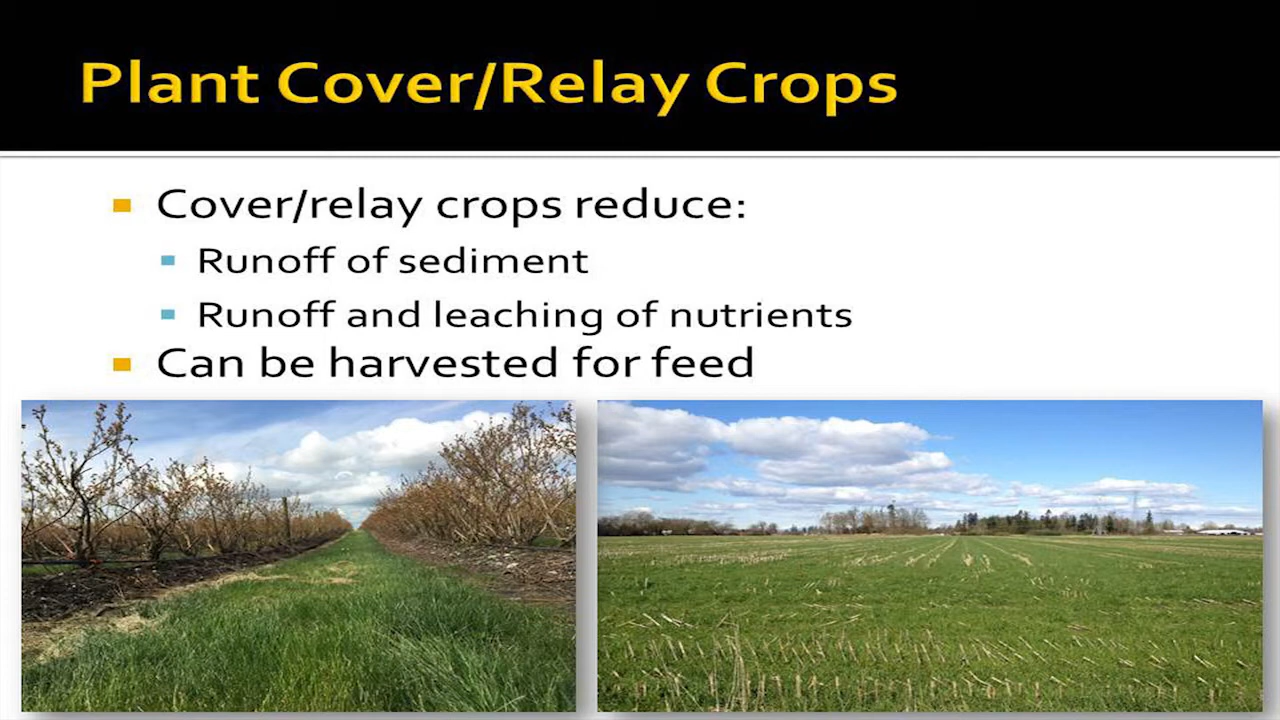 Plant Cover/Relay Crops
Cover/relay crops reduce:
Runoff of sediment
Runoff and leaching of nutrients
Can be harvested for feed